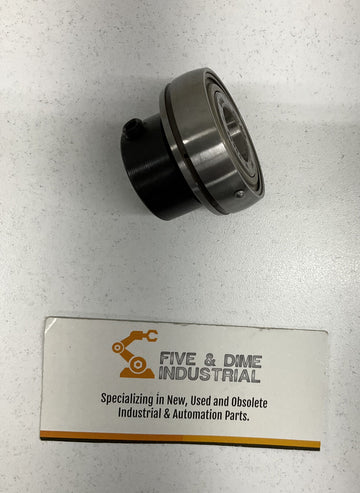 FIVE & DIME
INDUSTRIAL
Specializing in New, Used and Obsolete
Industrial & Automation Parts.